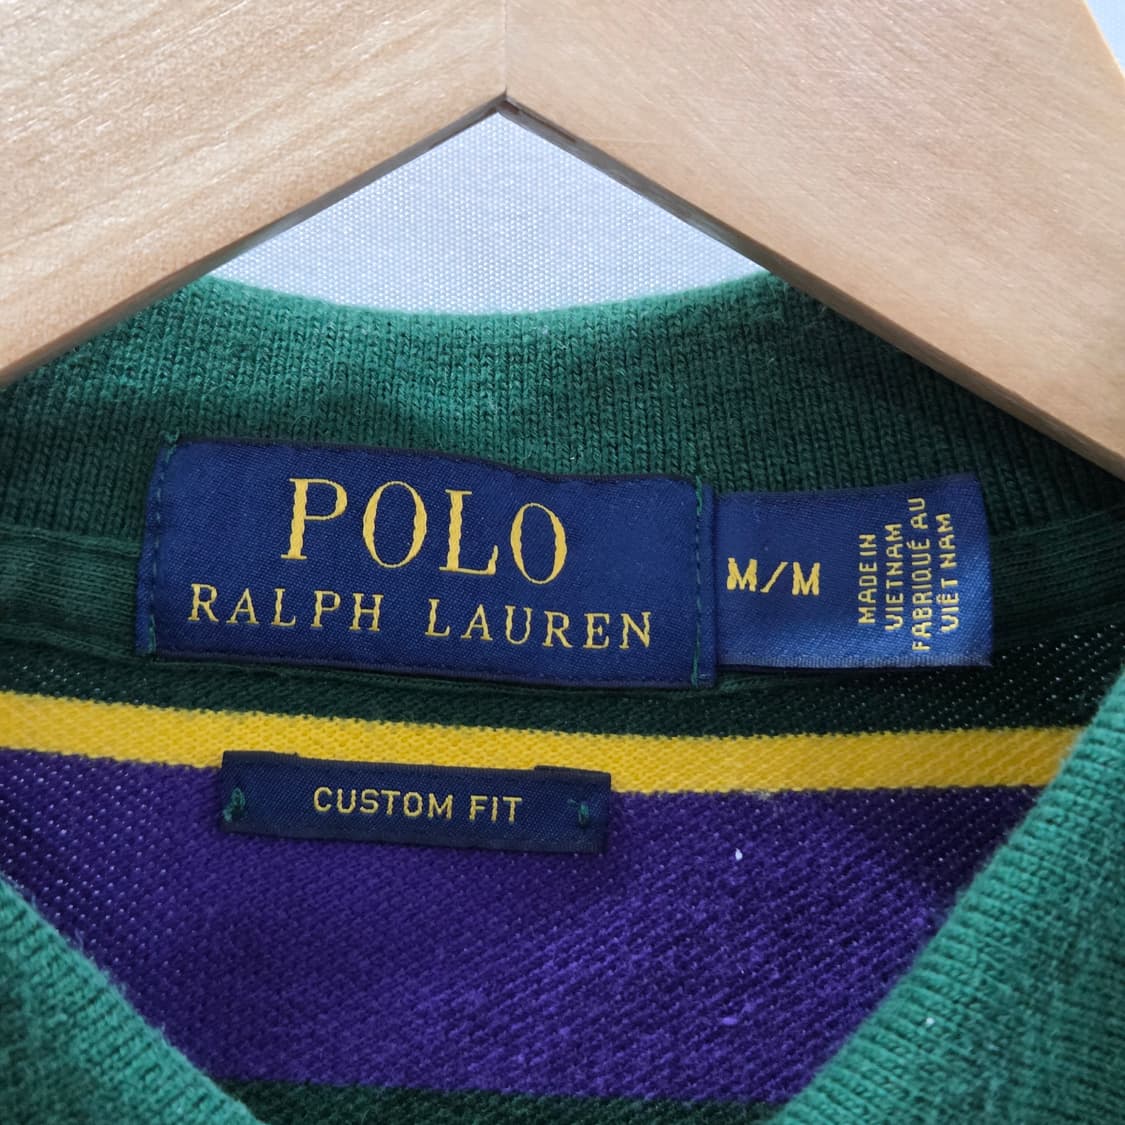 POLO
RALPH LAUREN
M/M
MADE IN
VIETNAM
FABRIQUÉ AU
VIÊT NAM
CUSTOM FIT